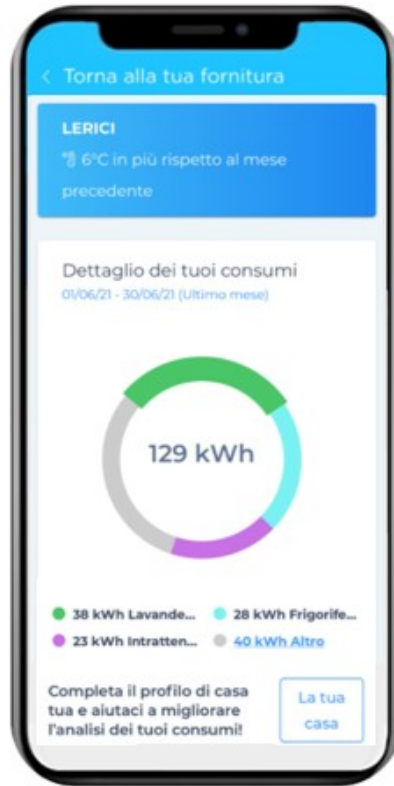 Torna alla tua fornitura
LERICI
6°C in più rispetto al mese
precedente
Dettaglio dei tuoi consumi
01/06/21 - 30/06/21 (Ultimo mese)
129 kWh
38 kWh Lavande... 28 kWh Frigorife...
23 kWh Intratten... 40 kWh Altro
Completa il profilo di casa
tua e aiutaci a migliorare
l'analisi dei tuoi consumi!
La tua
casa